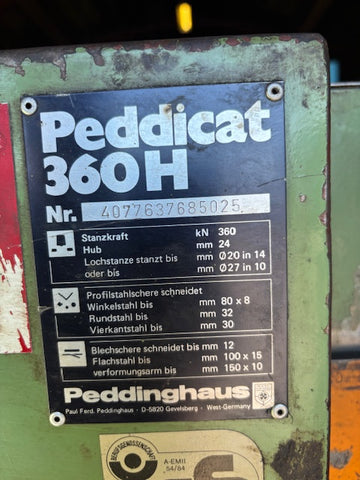 Peddicat
360H
Nr. 4077637685025
Stanzkraft kN 360
Hub mm 24
Lochstanze stanzt bis mm Ø 20 in 14
oder bis mm Ø 27 in 10
Profilstahlschere schneidet
Winkelstahl bis mm 80 x 8
Rundstahl bis mm 32
Vierkantstahl bis mm 30
Blechschere schneidet bis mm 12
Flachstahl bis mm 100 x 15
verformungsarm bis mm 150 x 10
Peddinghaus
Paul Ferd. Peddinghaus · D-5820 Gevelsberg · West-Germany
A-EMII
54/84